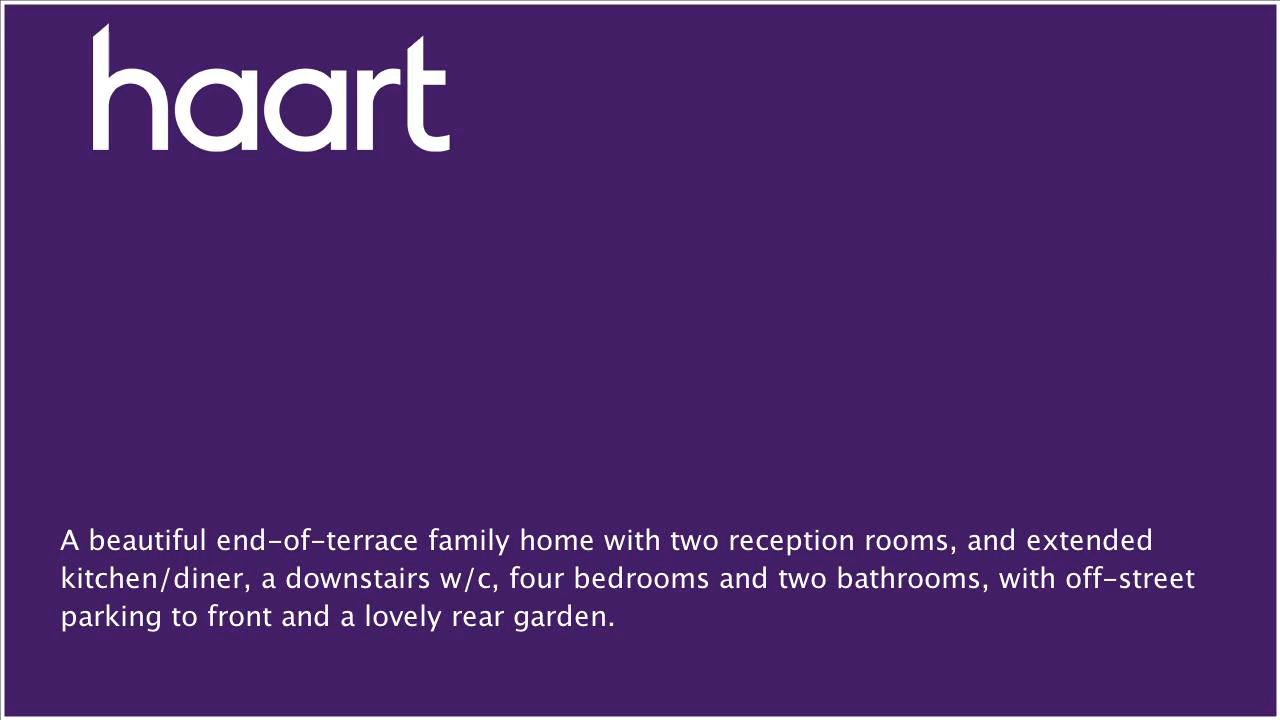 haart
A beautiful end-of-terrace family home with two reception rooms, and extended
kitchen/diner, a downstairs w/c, four bedrooms and two bathrooms, with off-street
parking to front and a lovely rear garden.